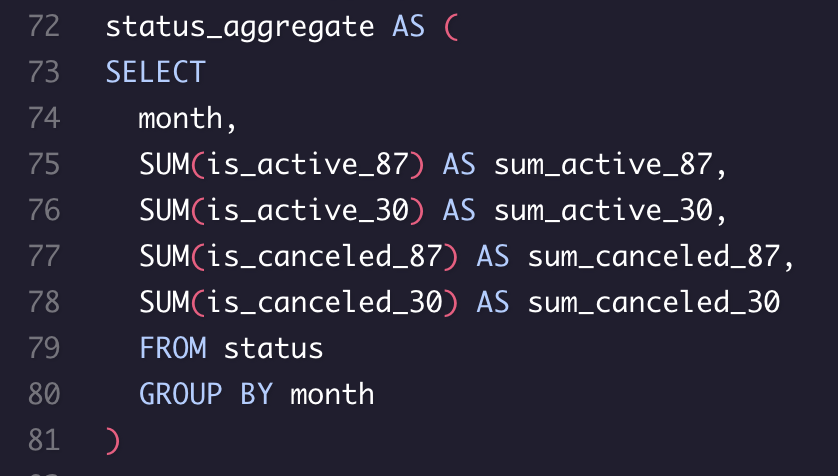 72 status_aggregate AS (
73 SELECT
74 month,
75 SUM(is_active_87) AS sum_active_87,
76 SUM(is_active_30) AS sum_active_30,
77 SUM(is_canceled_87) AS sum_canceled_87,
78 SUM(is_canceled_30) AS sum_canceled_30
79 FROM status
80 GROUP BY month
81 )